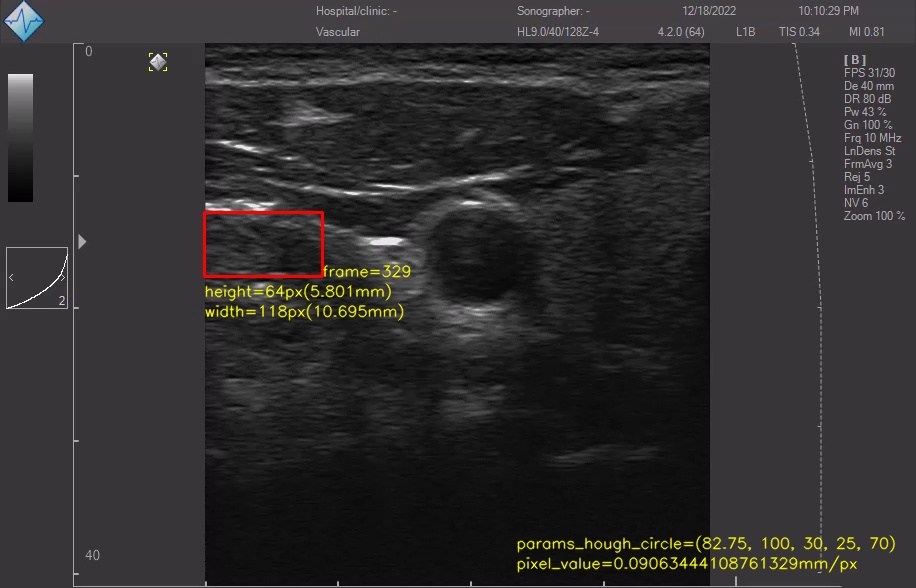 Hospital/clinic: - Sonographer: - 12/18/2022 10:10:29 PM
Vascular HL9.0/40/128Z-4 4.2.0 (64) L1B TIS 0.34 MI 0.81
0
[ B ]
FPS 31/30
De 40 mm
DR 80 dB
Pw 43 %
Gn 100 %
Frq 10 MHz
LnDens St
FrmAvg 3
Rej 5
ImEnh 3
NV 6
Zoom 100 %
frame=329
height=64px(5.801mm)
2
width=118px(10.695mm)
params_hough_circle=(82.75, 100, 30, 25, 70)
40
pixel_value=0.09063444108761329mm/px